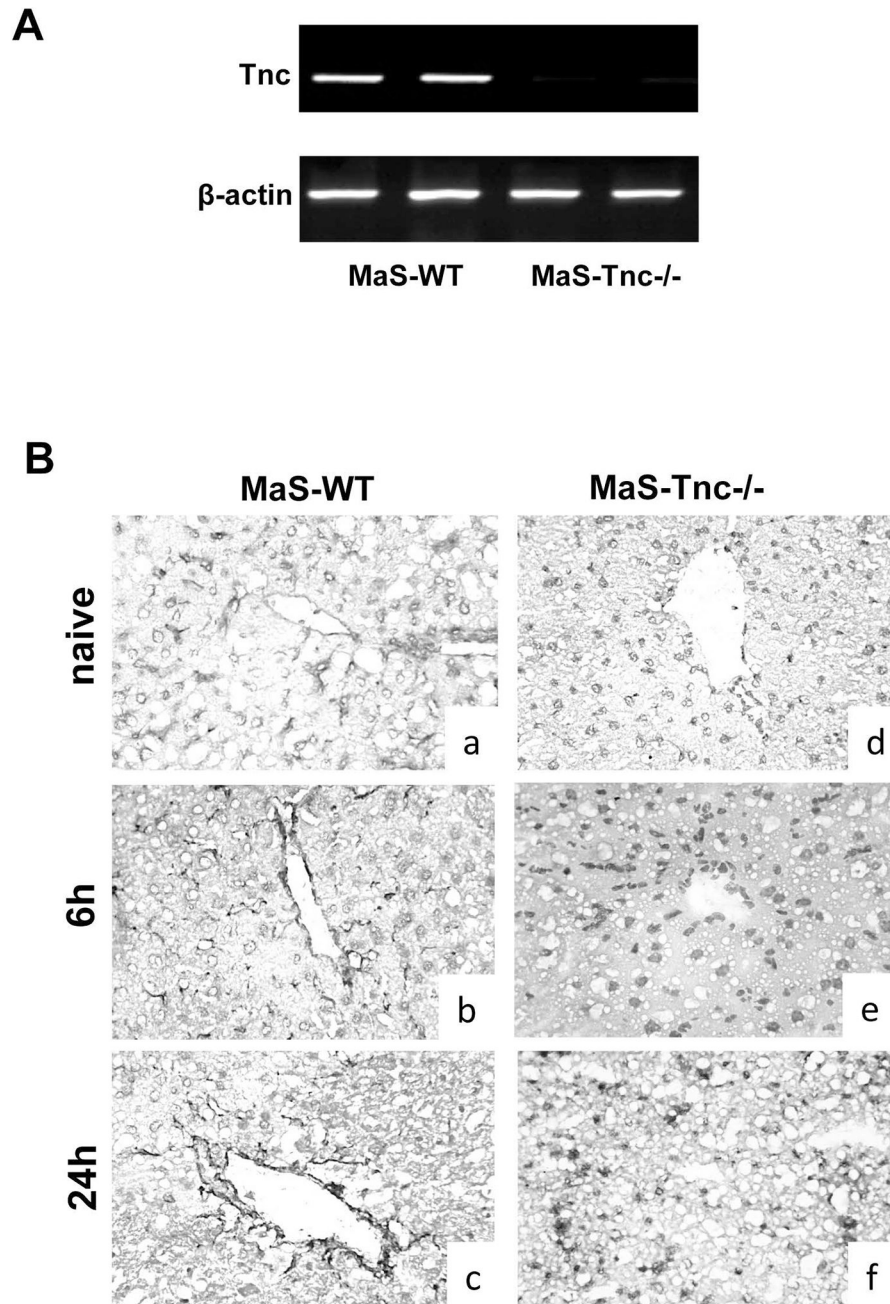 A
Tnc
β-actin
MaS-WT MaS-Tnc-/-
B
MaS-WT MaS-Tnc-/-
naive
a
d
6h
b
e
24h
c
f